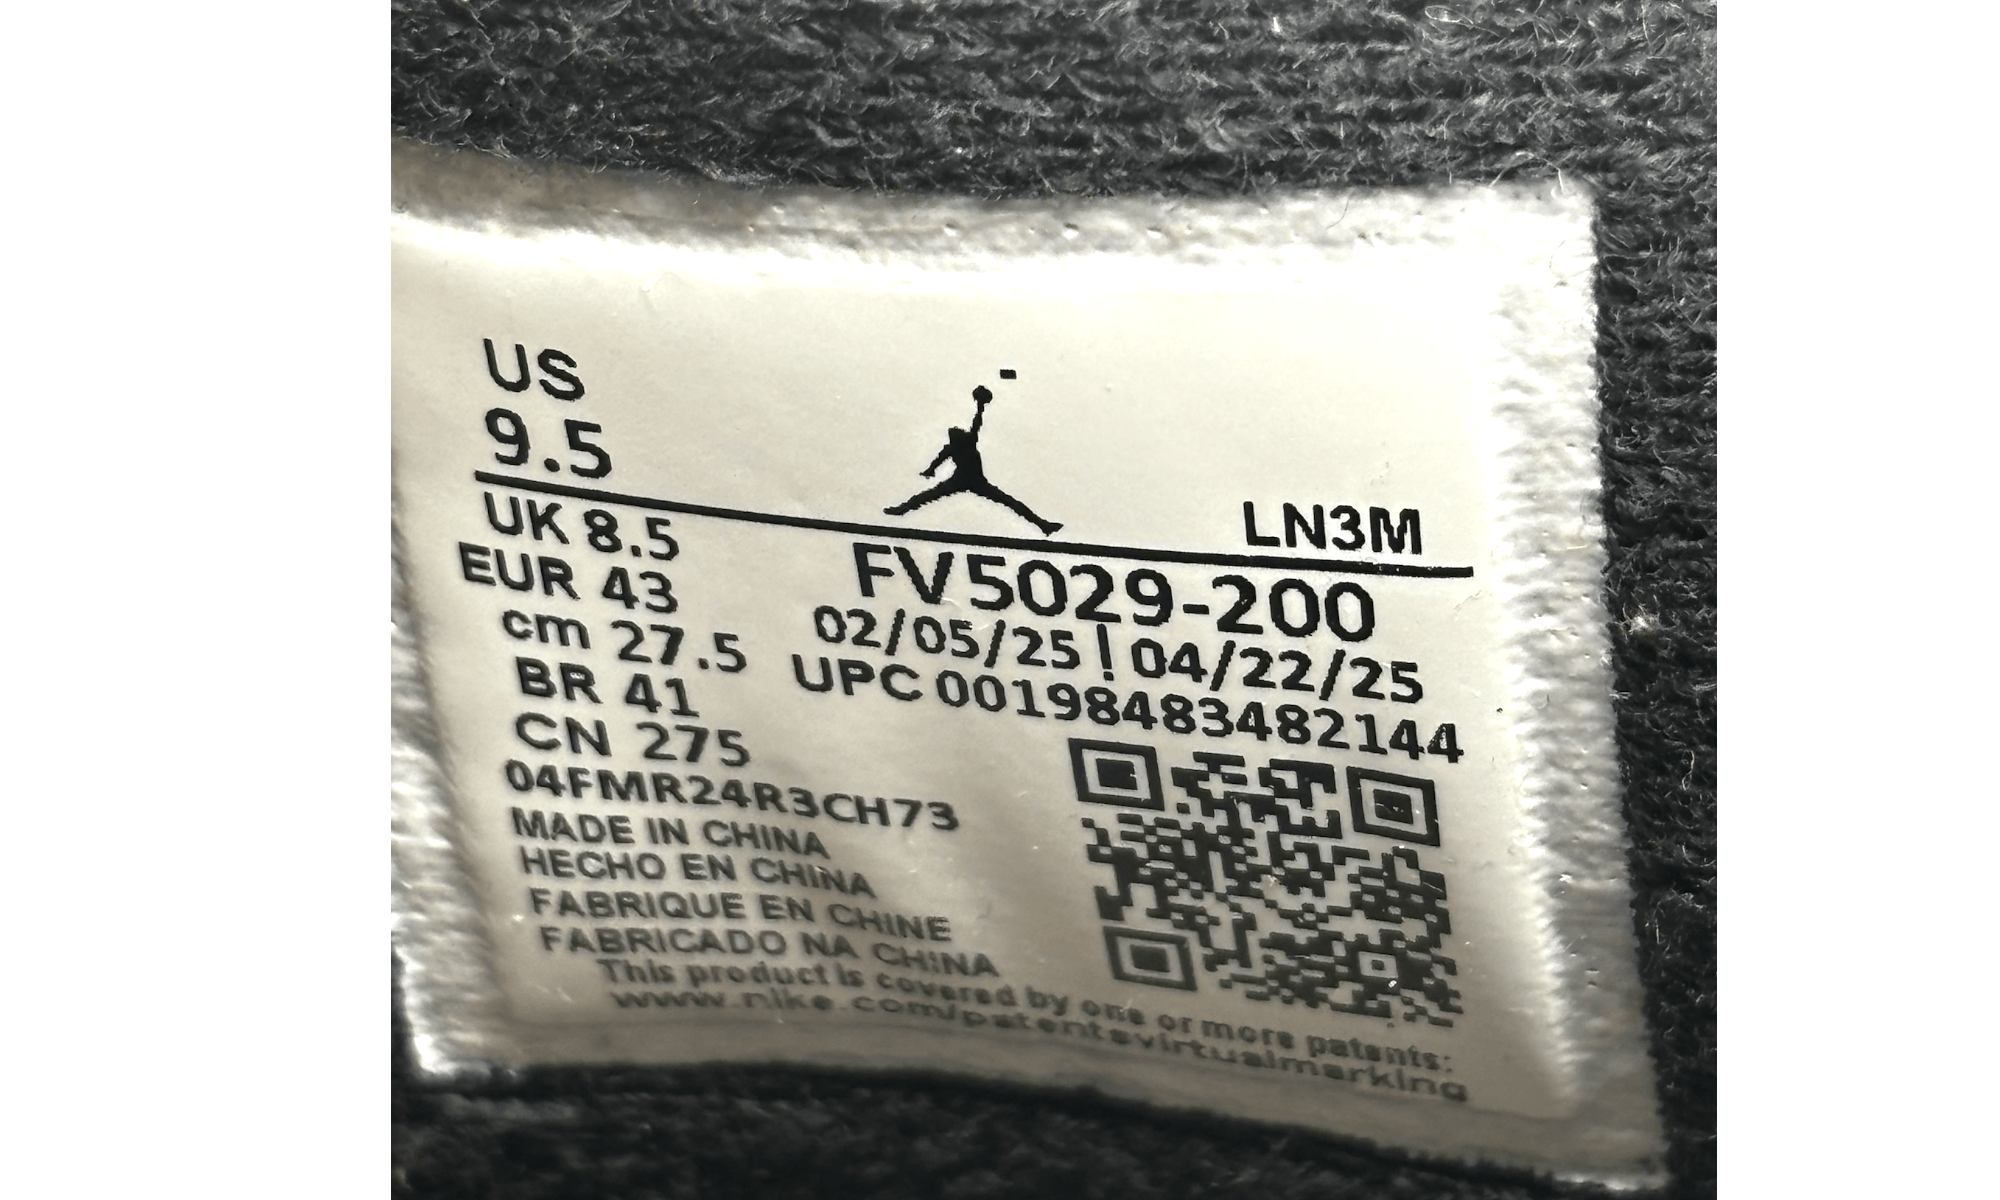 US
9.5
LN3M
UK 8.5
EUR 43
cm 27.5
BR 41
CN 275
FV5029-200
02/05/25 | 04/22/25
UPC 00198483482144
04FMR24R3CH73
MADE IN CHINA
HECHO EN CHINA
FABRIQUE EN CHINE
FABRICADO NA CHINA
This product is covered by one or more patents:
www.nike.com/patentsvirtualmarking